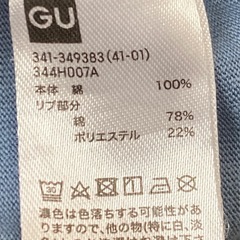 GU
341-349383(41-01)
344H007A
本体 綿 100%
リブ部分
綿 78%
ポリエステル 22%
濃色は色落ちする可能性が
ありますので、他の物(特に白